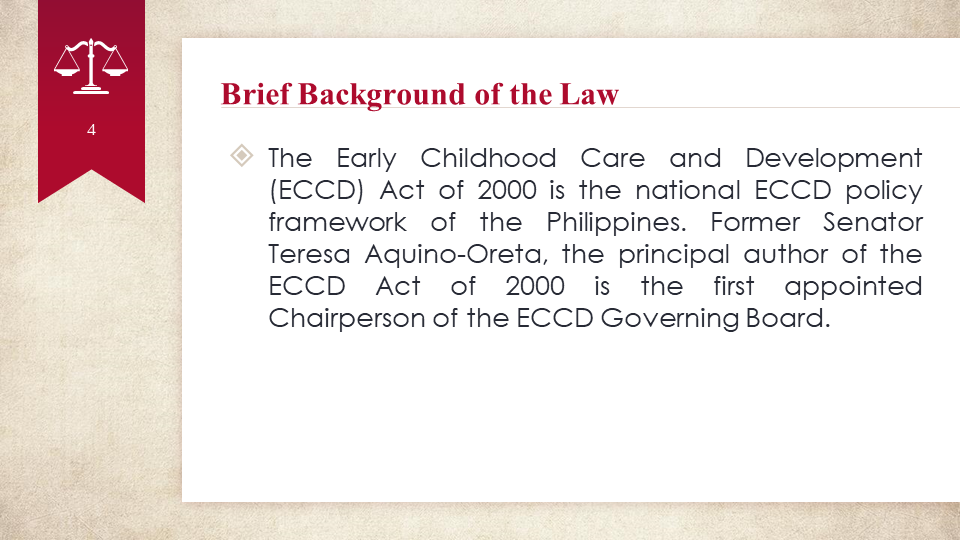 4
Brief Background of the Law
The Early Childhood Care and Development
(ECCD) Act of 2000 is the national ECCD policy
framework of the Philippines. Former Senator
Teresa Aquino-Oreta, the principal author of the
ECCD Act of 2000 is the first appointed
Chairperson of the ECCD Governing Board.